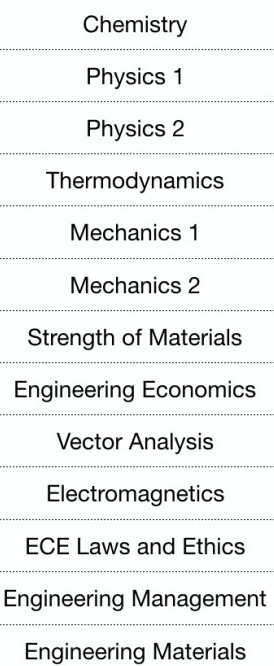 Chemistry
Physics 1
Physics 2
Thermodynamics
Mechanics 1
Mechanics 2
Strength of Materials
Engineering Economics
Vector Analysis
Electromagnetics
ECE Laws and Ethics
Engineering Management
Engineering Materials